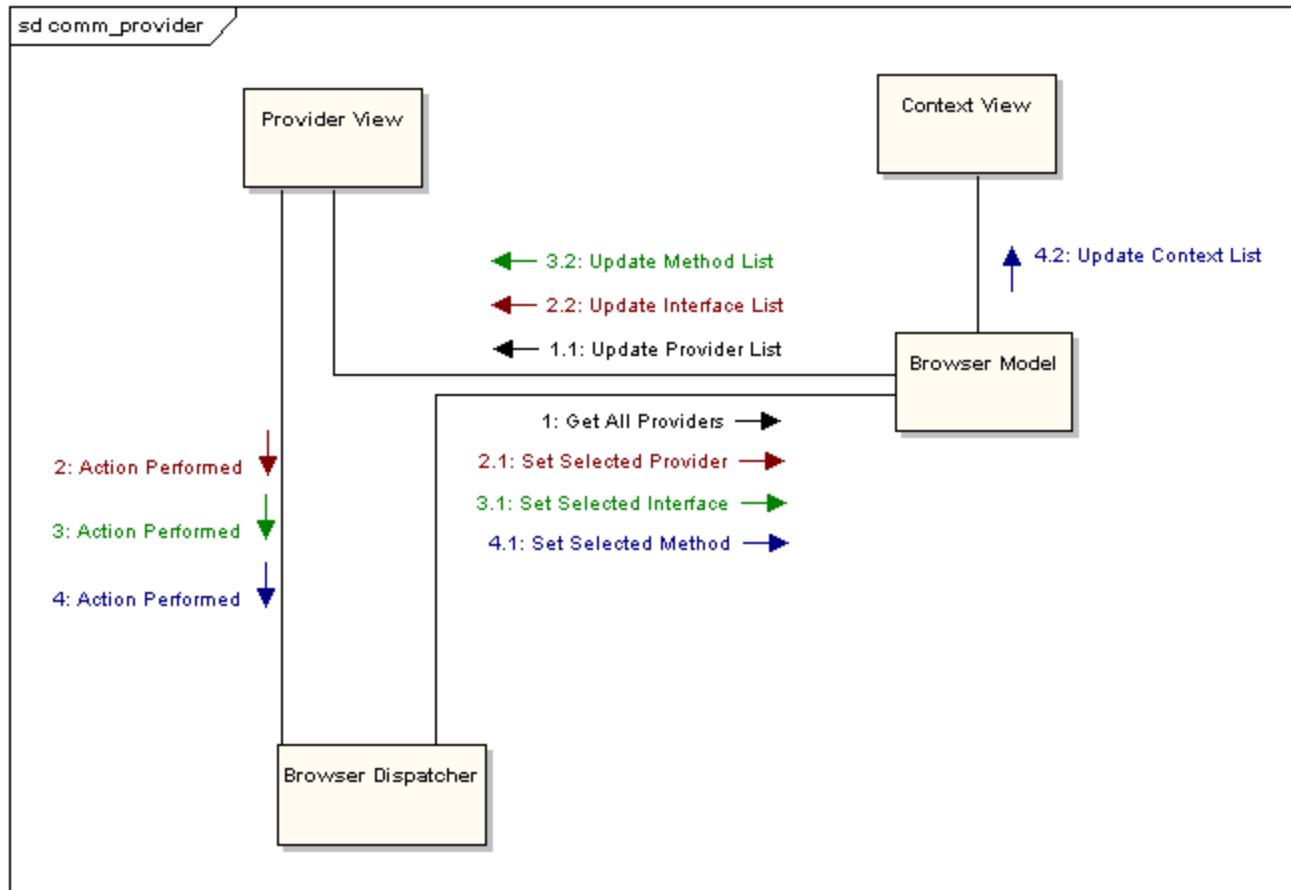 sd comm_provider
Provider View
Context View
3.2: Update Method List
4.2: Update Context List
2.2: Update Interface List
1.1: Update Provider List
Browser Model
1: Get All Providers
2: Action Performed
2.1: Set Selected Provider
3.1: Set Selected Interface
3: Action Performed
4.1: Set Selected Method
4: Action Performed
Browser Dispatcher